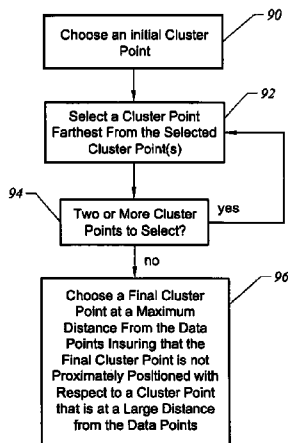 90
Choose an initial Cluster
Point
92
Select a Cluster Point
Farthest From the Selected
Cluster Point(s)
94
Two or More Cluster
Points to Select?
yes
no
96
Choose a Final Cluster
Point at a Maximum
Distance From the Data
Points Insuring that the
Final Cluster Point is not
Proximately Positioned with
Respect to a Cluster Point
that is at a Large Distance
from the Data Points